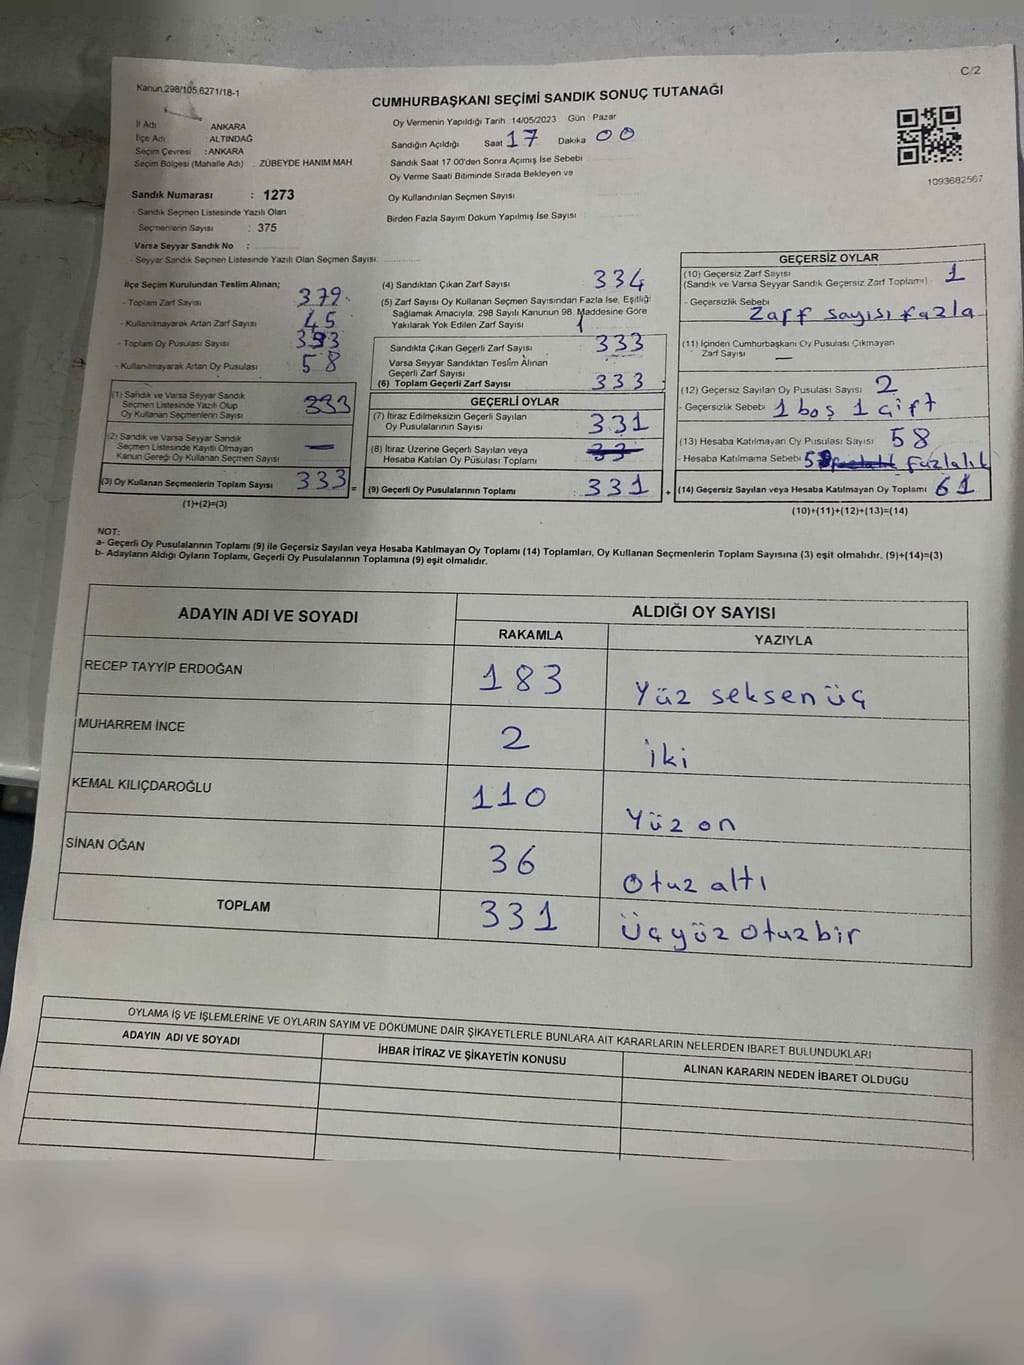 C/2
Kanun 298/105,6271/18-1
CUMHURBAŞKANI SEÇİMİ SANDIK SONUÇ TUTANAĞI
İl Adı : ANKARA
İlçe Adı : ALTINDAĞ
Seçim Çevresi : ANKARA
Seçim Bölgesi (Mahalle Adı) : ZÜBEYDE HANIM MAH
Oy Vermenin Yapıldığı Tarih :14/05/2023 Gün Pazar
Sandığın Açıldığı Saat 17 Dakika 00
Sandık Saat 17:00'den Sonra Açımış İse Sebebi
Oy Verme Saati Bitiminde Sırada Bekleyen ve
Oy Kullandırılan Seçmen Sayısı
Birden Fazla Sayım Döküm Yapılmış İse Sayısı
1093682567
Sandık Numarası : 1273
- Sandık Seçmen Listesinde Yazılı Olan
Seçmenlerin Sayısı : 375
Varsa Seyyar Sandık No :
- Seyyar Sandık Seçmen Listesinde Yazılı Olan Seçmen Sayısı:
İlçe Seçim Kurulundan Teslim Alınan;
- Toplam Zarf Sayısı 379
- Kullanılmayarak Artan Zarf Sayısı 45
- Toplam Oy Pusulası Sayısı 393
- Kullanılmayarak Artan Oy Pusulası 58
(1) Sandık ve Varsa Seyyar Sandık
Seçmen Listesinde Yazılı Olup
Oy Kullanan Seçmenlerin Sayısı 333
(2) Sandık ve Varsa Seyyar Sandık
Seçmen Listesinde Kayıtlı Olmayan
Kanun Gereği Oy Kullanan Seçmen Sayısı —
(3) Oy Kullanan Seçmenlerin Toplam Sayısı 333 =
(1)+(2)=(3)
(4) Sandıktan Çıkan Zarf Sayısı 334
(5) Zarf Sayısı Oy Kullanan Seçmen Sayısından Fazla İse, Eşitliği
Sağlamak Amacıyla, 298 Sayılı Kanunun 98. Maddesine Göre
Yakılarak Yok Edilen Zarf Sayısı 1
Sandıkta Çıkan Geçerli Zarf Sayısı 333
Varsa Seyyar Sandıktan Teslim Alınan
Geçerli Zarf Sayısı
(6) Toplam Geçerli Zarf Sayısı 333
GEÇERLİ OYLAR
(7) İtiraz Edilmeksizin Geçerli Sayılan
Oy Pusulalarının Sayısı 331
(8) İtiraz Üzerine Geçerli Sayılan veya
Hesaba Katılan Oy Pusulası Toplamı
(9) Geçerli Oy Pusulalarının Toplamı : 331 +
GEÇERSİZ OYLAR
(10) Geçersiz Zarf Sayısı
(Sandık ve Varsa Seyyar Sandık Geçersiz Zarf Toplamı) 1
- Geçersizlik Sebebi
Zarf sayısı fazla
(11) İçinden Cumhurbaşkanı Oy Pusulası Çıkmayan
Zarf Sayısı —
(12) Geçersiz Sayılan Oy Pusulası Sayısı 2
- Geçersizlik Sebebi 1 boş 1 çift
(13) Hesaba Katılmayan Oy Pusulası Sayısı 58
- Hesaba Katılmama Sebebi 58 fazlalık
(14) Geçersiz Sayılan veya Hesaba Katılmayan Oy Toplamı 61
(10)+(11)+(12)+(13)=(14)
NOT:
a- Geçerli Oy Pusulalarının Toplamı (9) ile Geçersiz Sayılan veya Hesaba Katılmayan Oy Toplamı (14) Toplamları, Oy Kullanan Seçmenlerin Toplam Sayısına (3) eşit olmalıdır. (9)+(14)=(3)
b- Adayların Aldığı Oyların Toplamı, Geçerli Oy Pusulalarının Toplamına (9) eşit olmalıdır.
ADAYIN ADI VE SOYADI
ALDIĞI OY SAYISI
RAKAMLA YAZIYLA
RECEP TAYYİP ERDOĞAN 183 Yüz seksen üç
MUHARREM İNCE 2 iki
KEMAL KILIÇDAROĞLU 110 Yüz on
SİNAN OĞAN 36 Otuz altı
TOPLAM 331 Üçyüz otuz bir
OYLAMA İŞ VE İŞLEMLERİNE VE OYLARIN SAYIM VE DÖKÜMÜNE DAİR ŞİKAYETLERLE BUNLARA AİT KARARLARIN NELERDEN İBARET BULUNDUKLARI
ADAYIN ADI VE SOYADI
İHBAR İTİRAZ VE ŞİKAYETİN KONUSU
ALINAN KARARIN NEDEN İBARET OLDUĞU